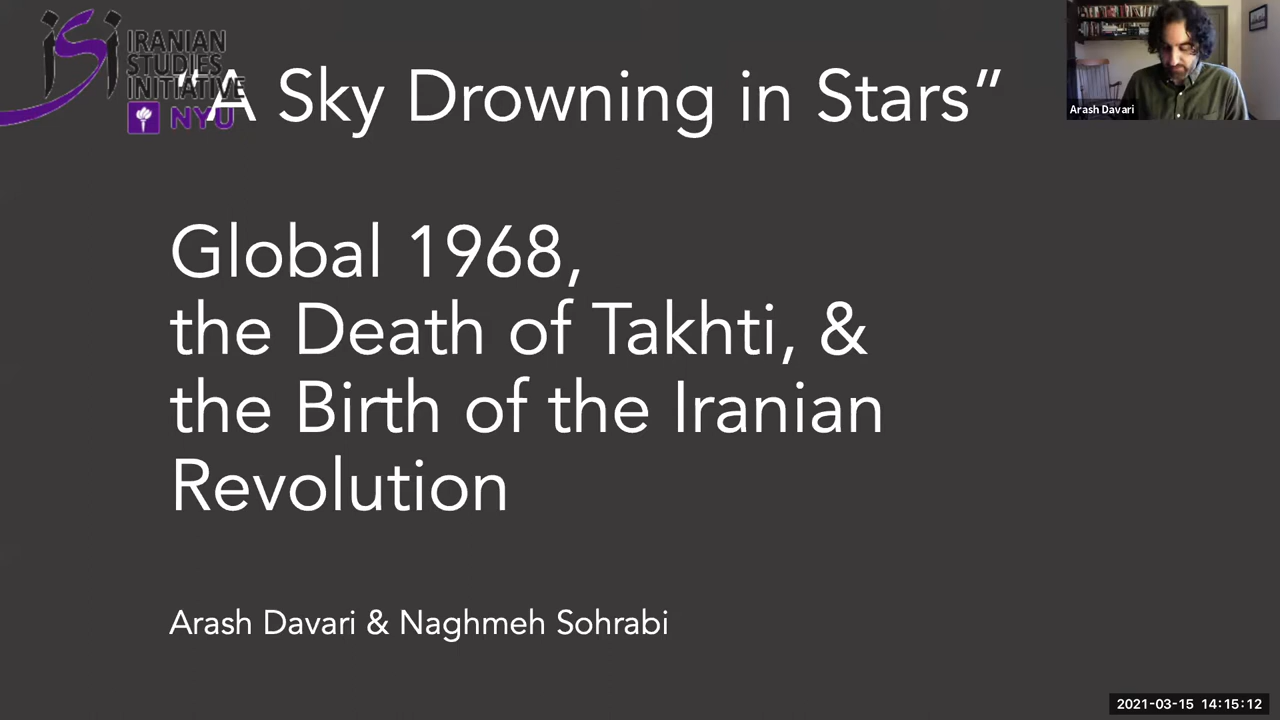 IRANIAN
STUDIES
INITIATIVE
NYU
“A Sky Drowning in Stars”
Arash Davari
Global 1968,
the Death of Takhti, &
the Birth of the Iranian
Revolution
Arash Davari & Naghmeh Sohrabi
2021-03-15 14:15:12